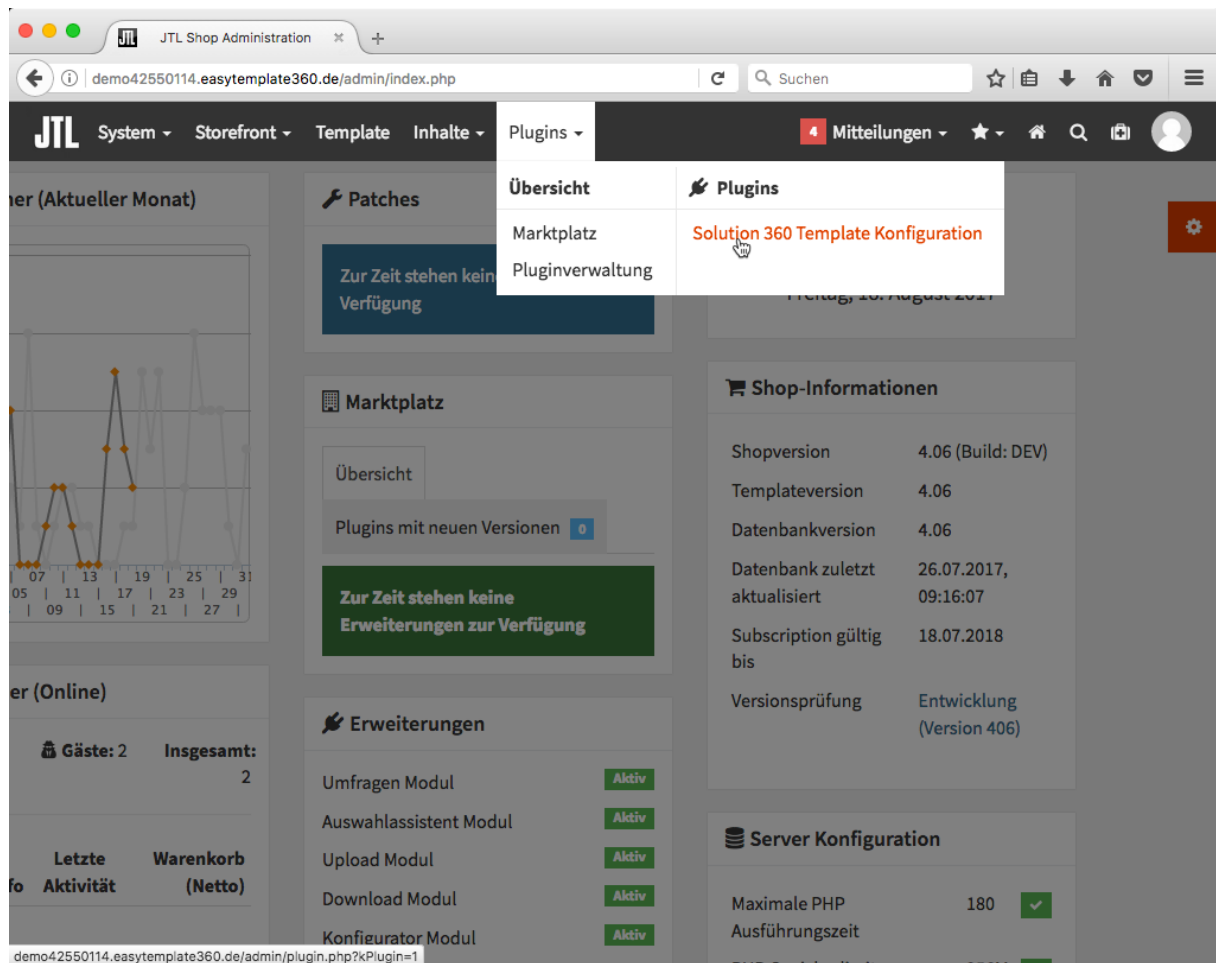 JTL Shop Administration
demo42550114.easytemplate360.de/admin/index.php
Suchen
JTL System Storefront Template Inhalte Plugins 4 Mitteilungen
Übersicht
Marktplatz
Pluginverwaltung
Plugins
Solution 360 Template Konfiguration
(Aktueller Monat)
07 | 13 | 19 | 25 | 31
05 | 11 | 17 | 23 | 29
| 09 | 15 | 21 | 27 |
(Online)
Gäste: 2 Insgesamt:
2
Letzte Warenkorb
Aktivität (Netto)
Patches
Zur Zeit stehen
Verfügung
Marktplatz
Übersicht
Plugins mit neuen Versionen 0
Zur Zeit stehen keine
Erweiterungen zur Verfügung
Erweiterungen
Umfragen Modul Aktiv
Auswahlassistent Modul Aktiv
Upload Modul Aktiv
Download Modul Aktiv
Konfigurator Modul Aktiv
Freitag, 18. August 2017
Shop-Informationen
Shopversion 4.06 (Build: DEV)
Templateversion 4.06
Datenbankversion 4.06
Datenbank zuletzt 26.07.2017,
aktualisiert 09:16:07
Subscription gültig 18.07.2018
bis
Versionsprüfung Entwicklung
(Version 406)
Server Konfiguration
Maximale PHP 180
Ausführungszeit
demo42550114.easytemplate360.de/admin/plugin.php?kPlugin=1